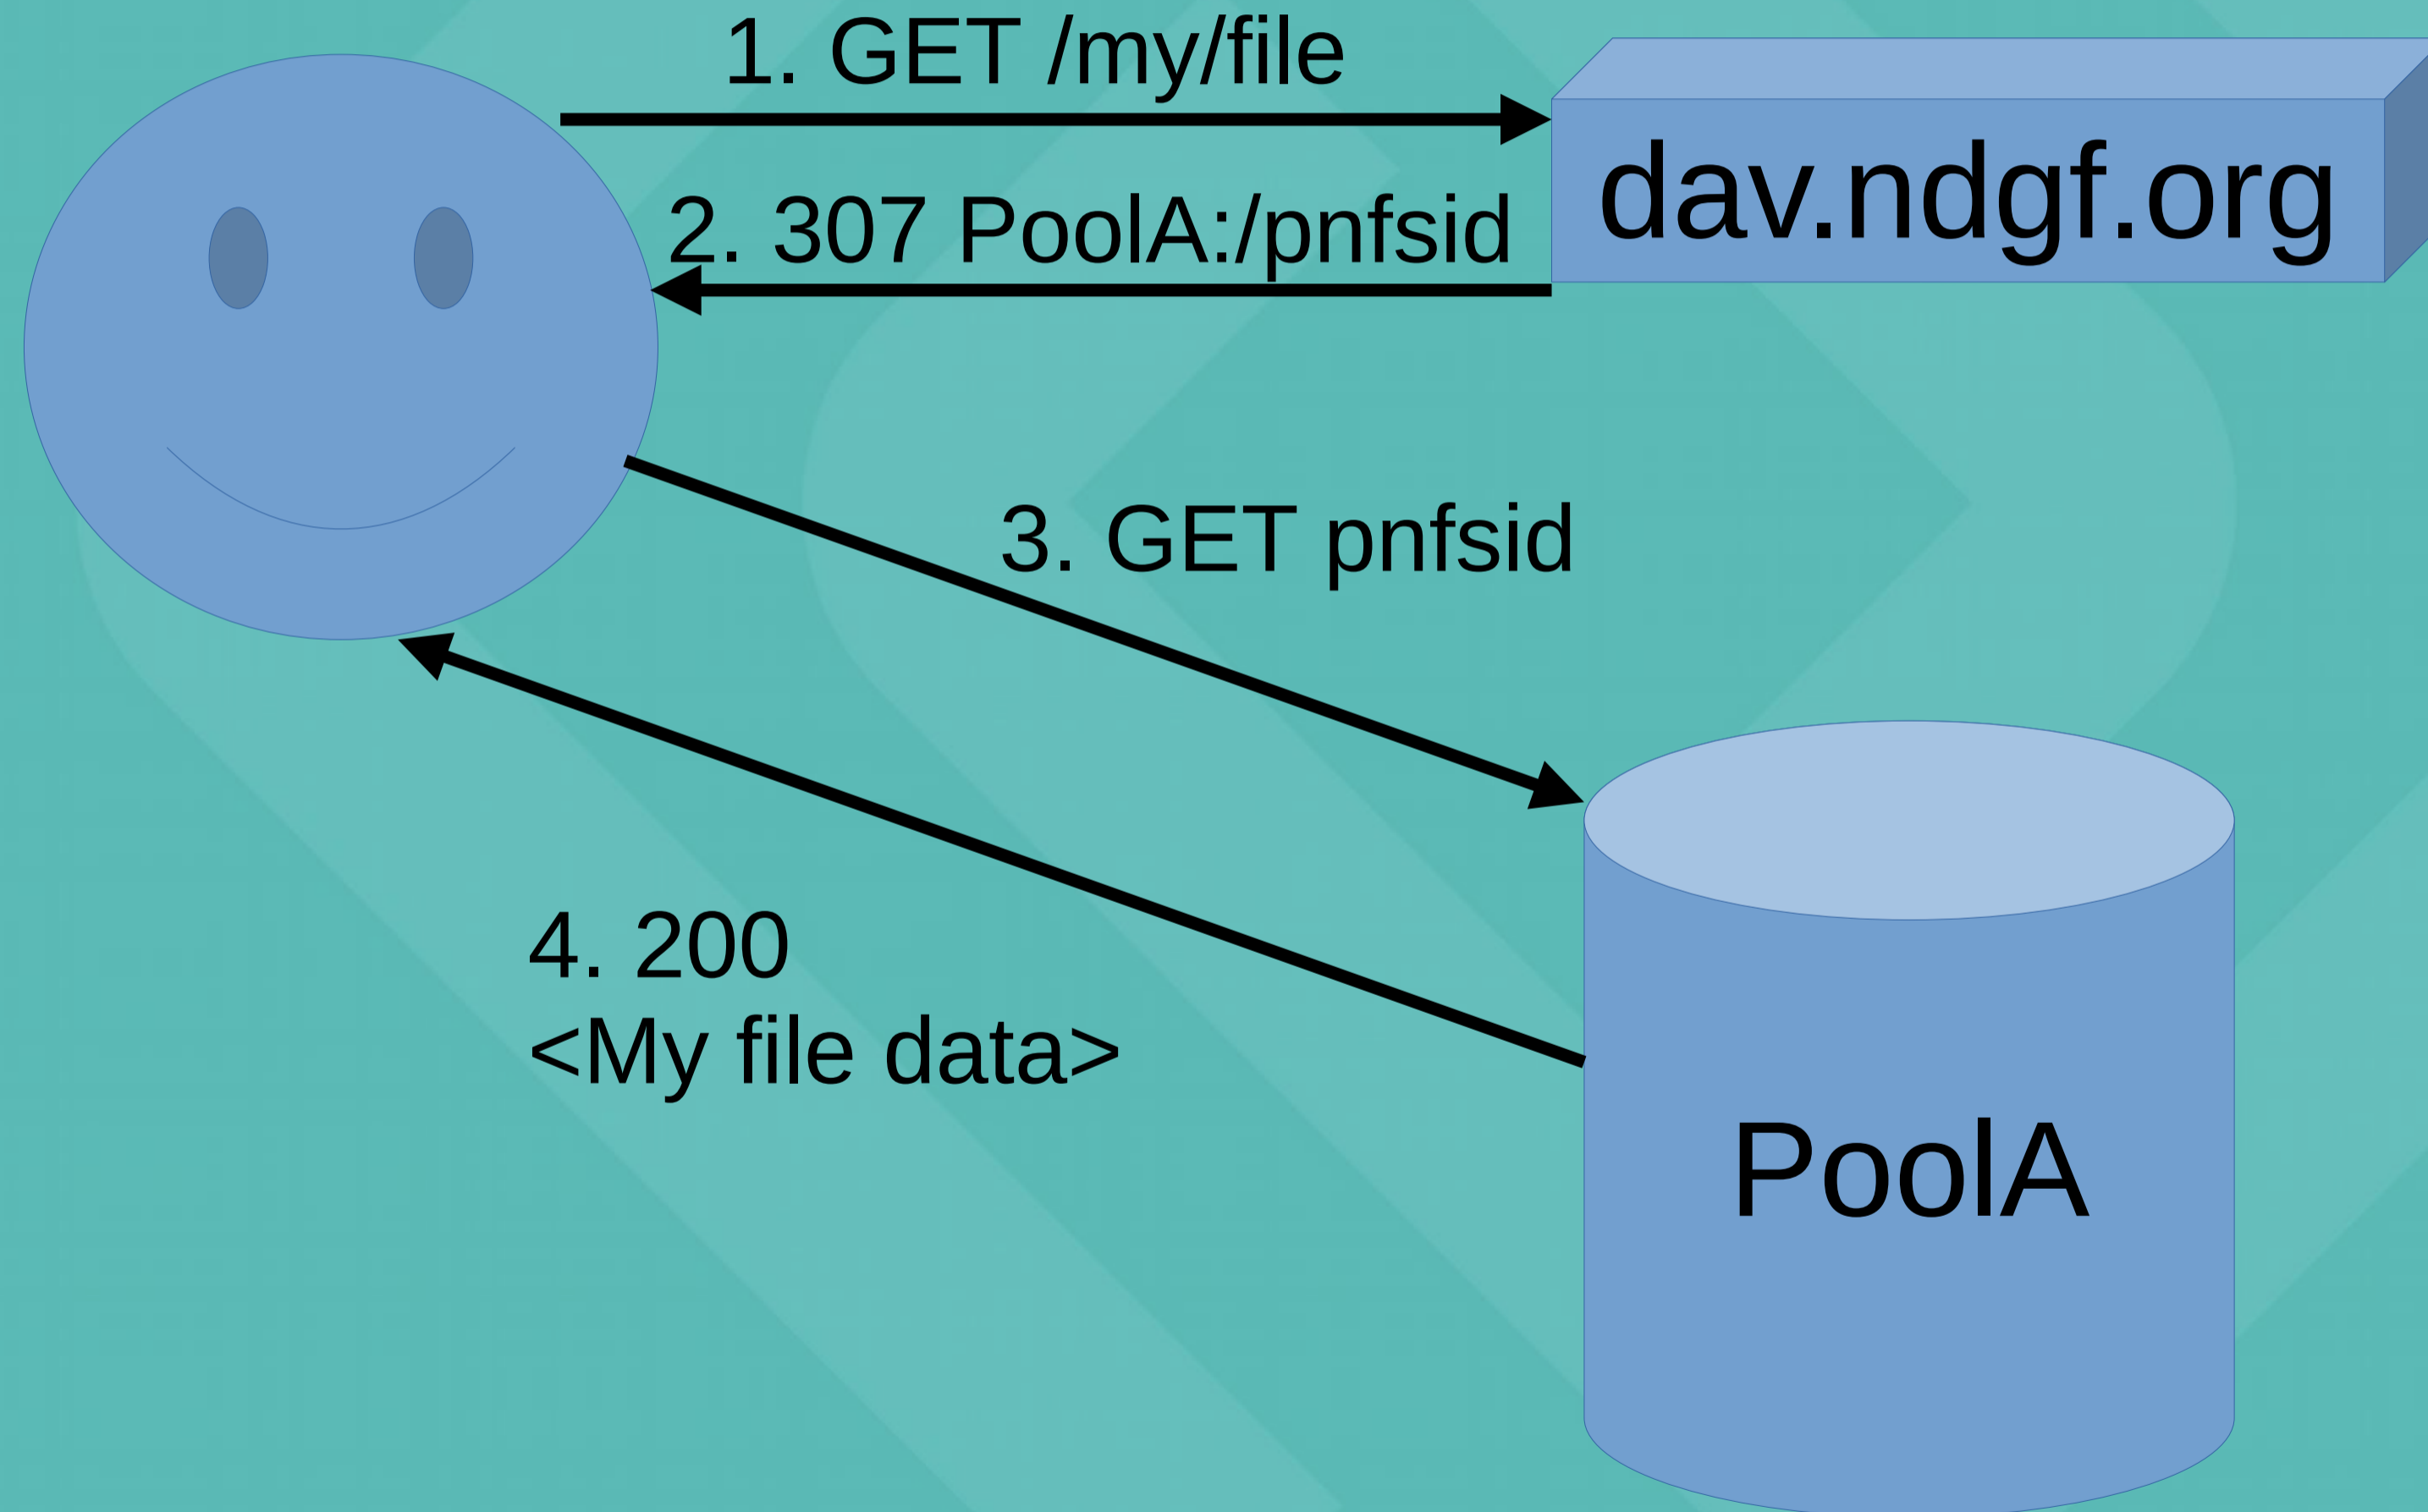 1. GET /my/file
dav.ndgf.org
2. 307 PoolA:/pnfsid
3. GET pnfsid
4. 200
<My file data>
PoolA